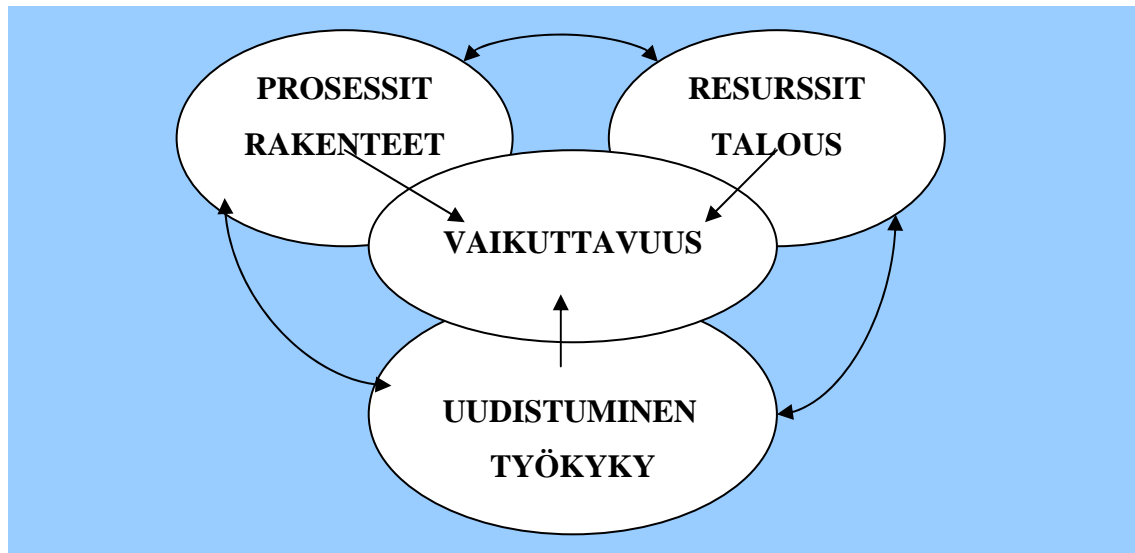 PROSESSIT
RAKENTEET
RESURSSIT
TALOUS
VAIKUTTAVUUS
UUDISTUMINEN
TYÖKYKY